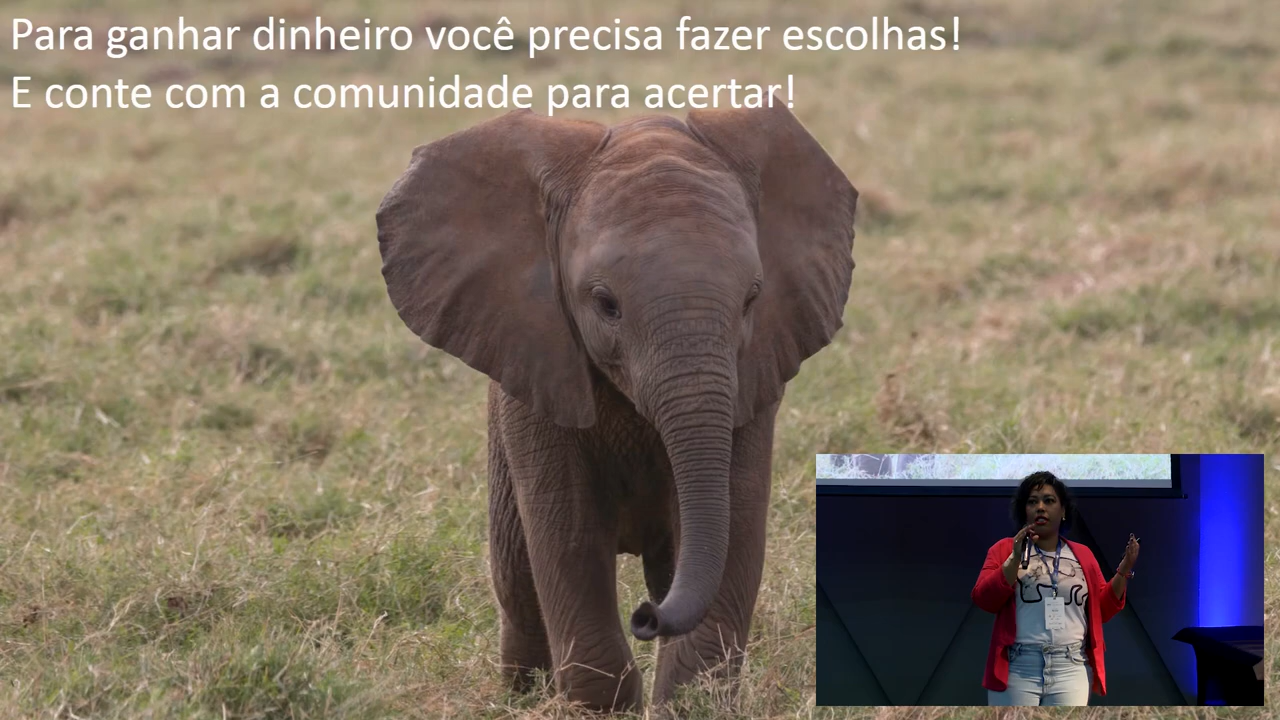 Para ganhar dinheiro você precisa fazer escolhas!
E conte com a comunidade para acertar!